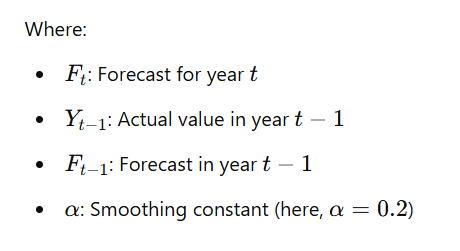 Where:
• Fₜ: Forecast for year t
• Yₜ₋₁: Actual value in year t − 1
• Fₜ₋₁: Forecast in year t − 1
• α: Smoothing constant (here, α = 0.2)